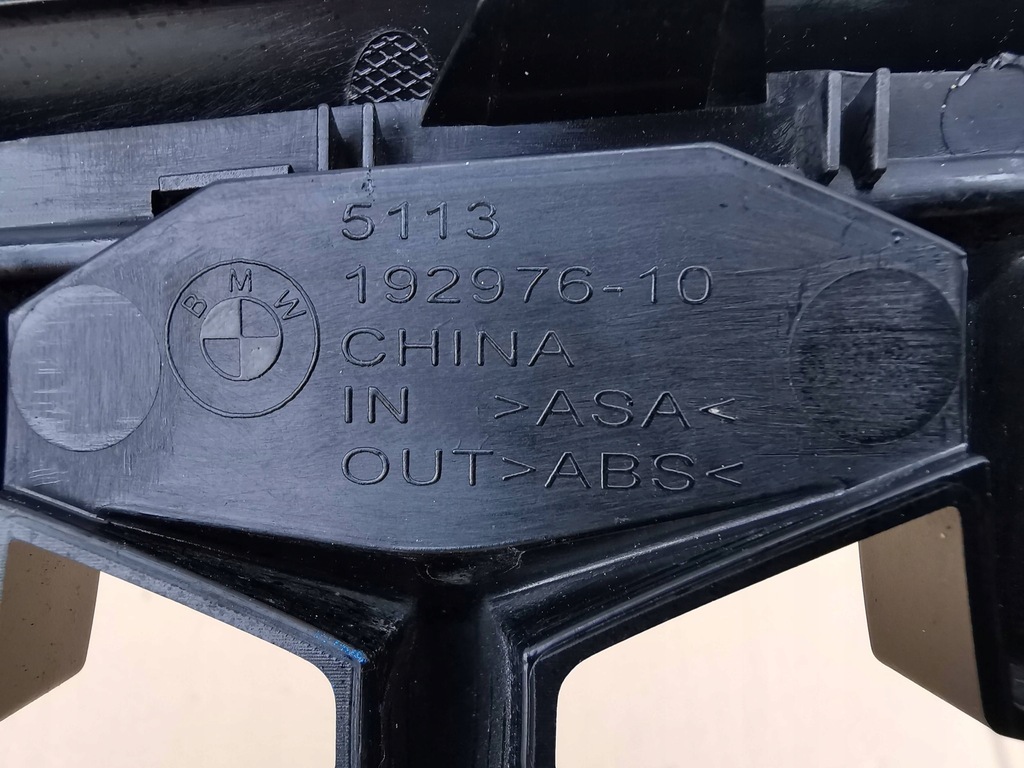 5113
BMW
192976-10
CHINA
IN >ASA<
OUT>ABS<